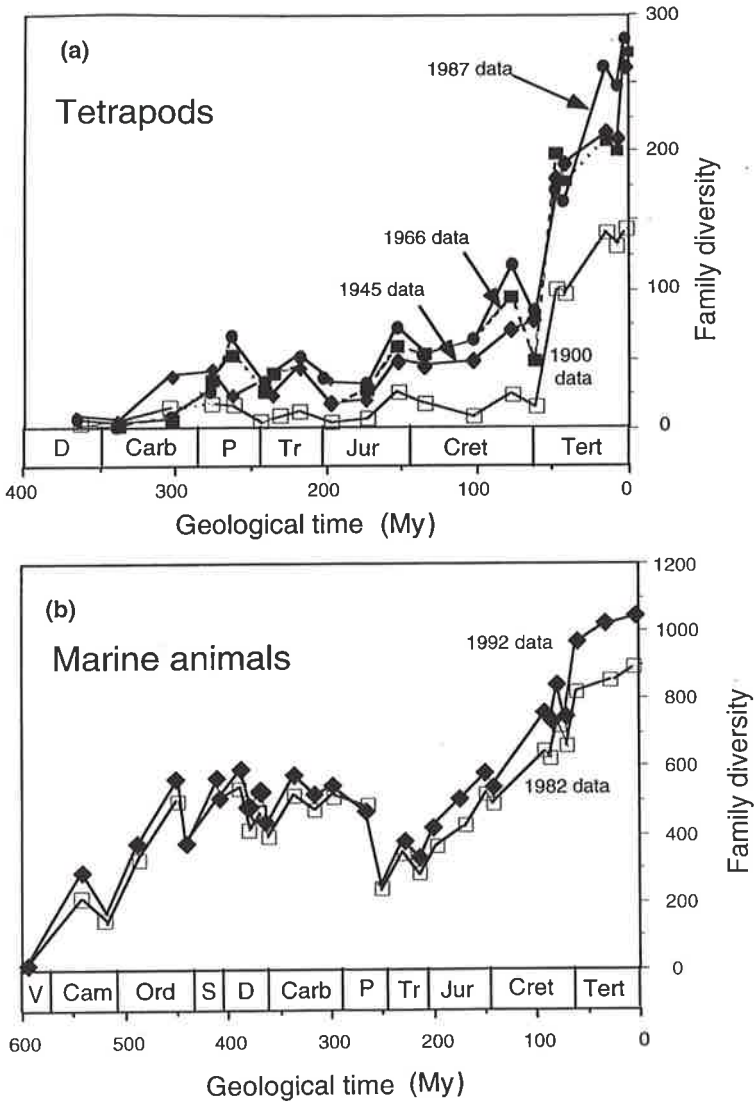 (a)
Tetrapods
1987 data
1966 data
1945 data
1900
data
300
200
100
0
Family diversity
D Carb P Tr Jur Cret Tert
400 300 200 100 0
Geological time (My)
(b)
Marine animals
1992 data
1982 data
1200
1000
800
600
400
200
0
Family diversity
V Cam Ord S D Carb P Tr Jur Cret Tert
600 500 400 300 200 100 0
Geological time (My)